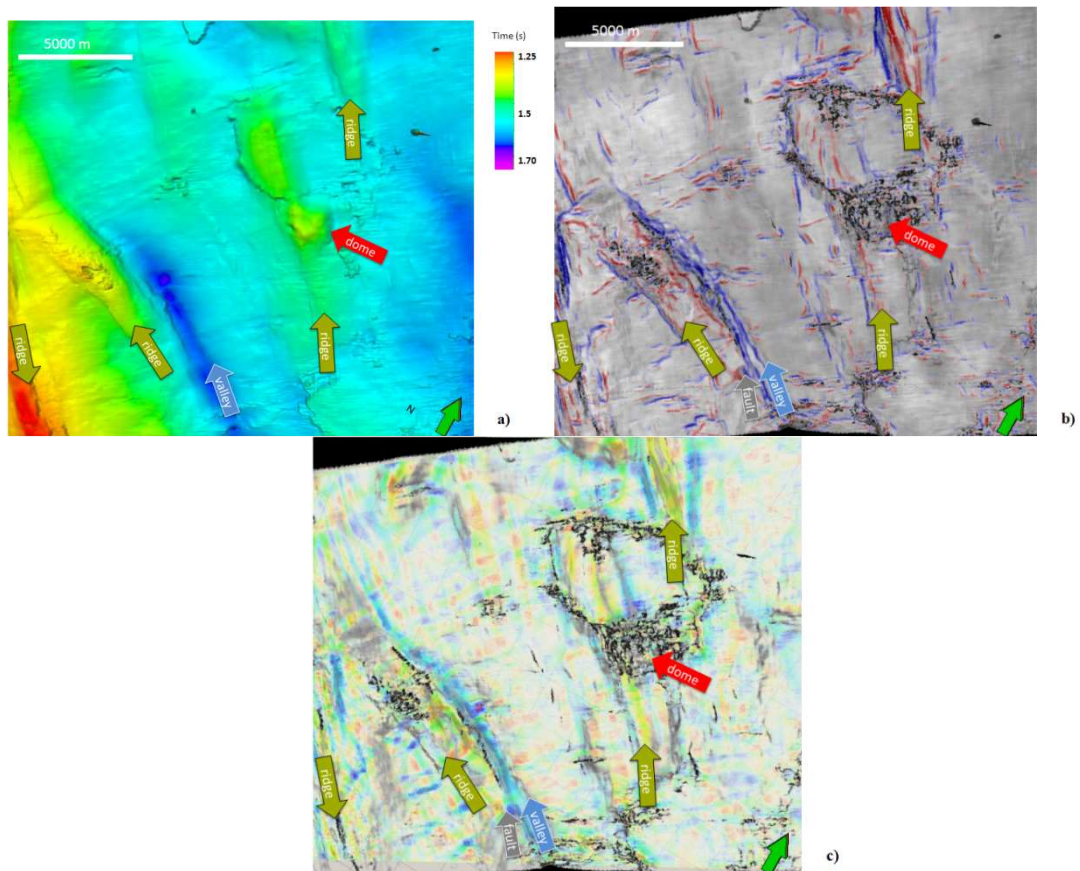 5000 m
Time (s)
1.25
1.5
1.70
ridge
dome
ridge
ridge
ridge
valley
N
a)
5000 m
ridge
dome
ridge
ridge
ridge
fault
valley
b)
ridge
dome
ridge
ridge
ridge
fault
valley
c)